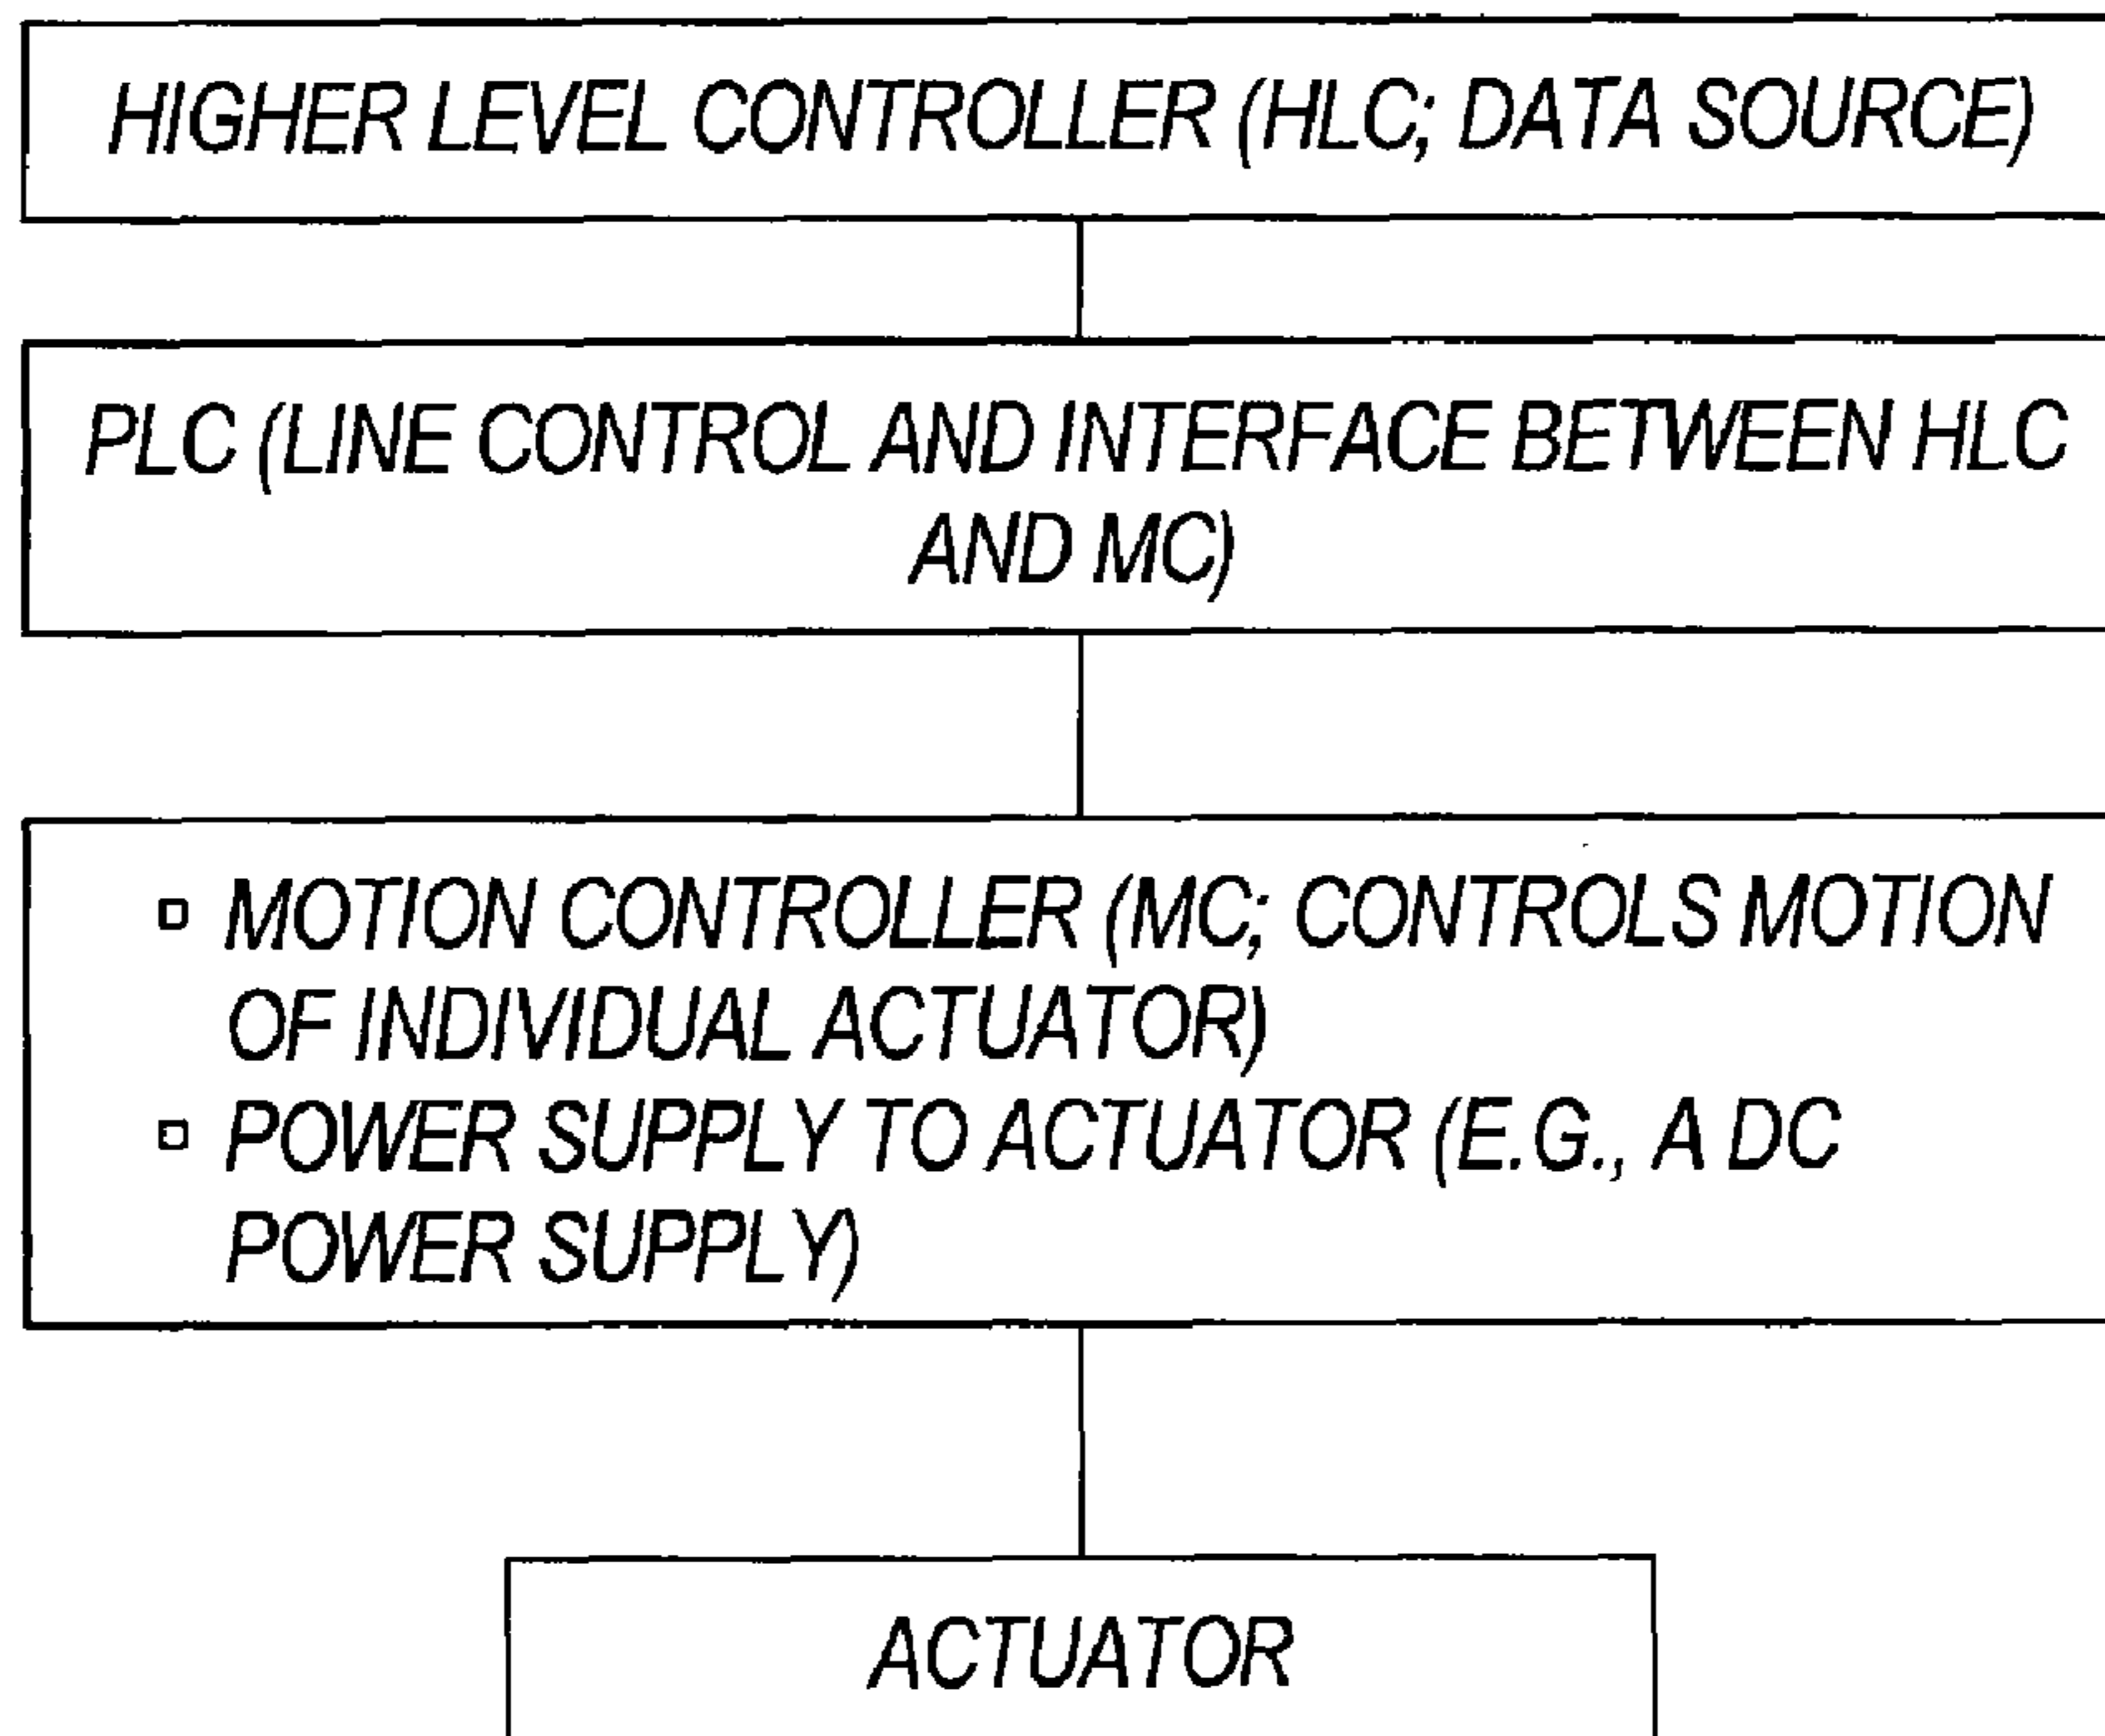 HIGHER LEVEL CONTROLLER (HLC; DATA SOURCE)
PLC (LINE CONTROL AND INTERFACE BETWEEN HLC
AND MC)
▫ MOTION CONTROLLER (MC; CONTROLS MOTION
OF INDIVIDUAL ACTUATOR)
▫ POWER SUPPLY TO ACTUATOR (E.G., A DC
POWER SUPPLY)
ACTUATOR